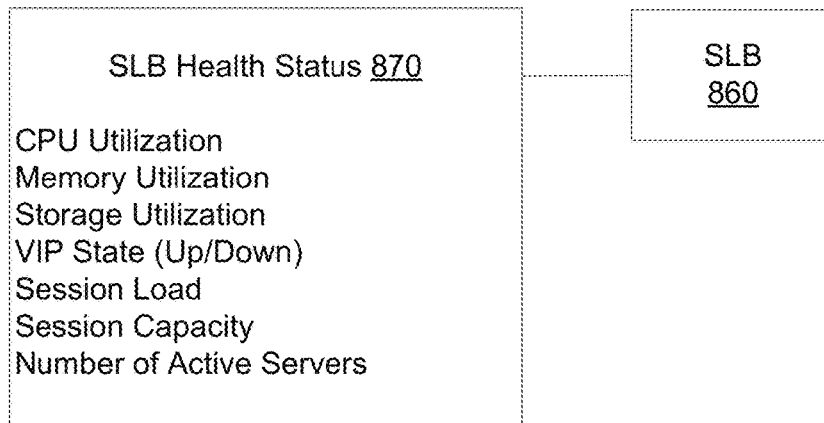 SLB Health Status 870
CPU Utilization
Memory Utilization
Storage Utilization
VIP State (Up/Down)
Session Load
Session Capacity
Number of Active Servers
SLB
860